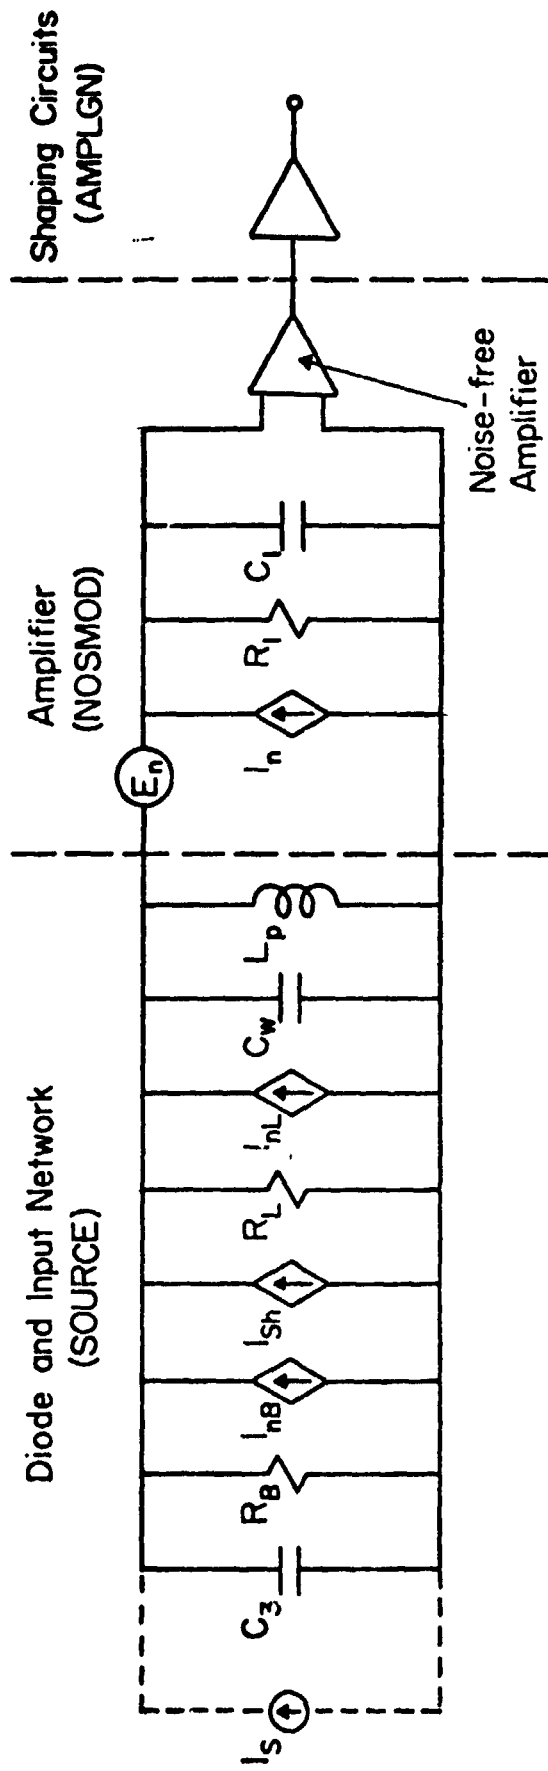 Diode and Input Network
(SOURCE)
Amplifier
(NOSMOD)
Shaping Circuits
(AMPLGN)
E_n
I_s
C_3
R_B
I_nB
I_Sh
R_L
I_nL
C_w
L_p
I_n
R_I
C_I
Noise-free
Amplifier